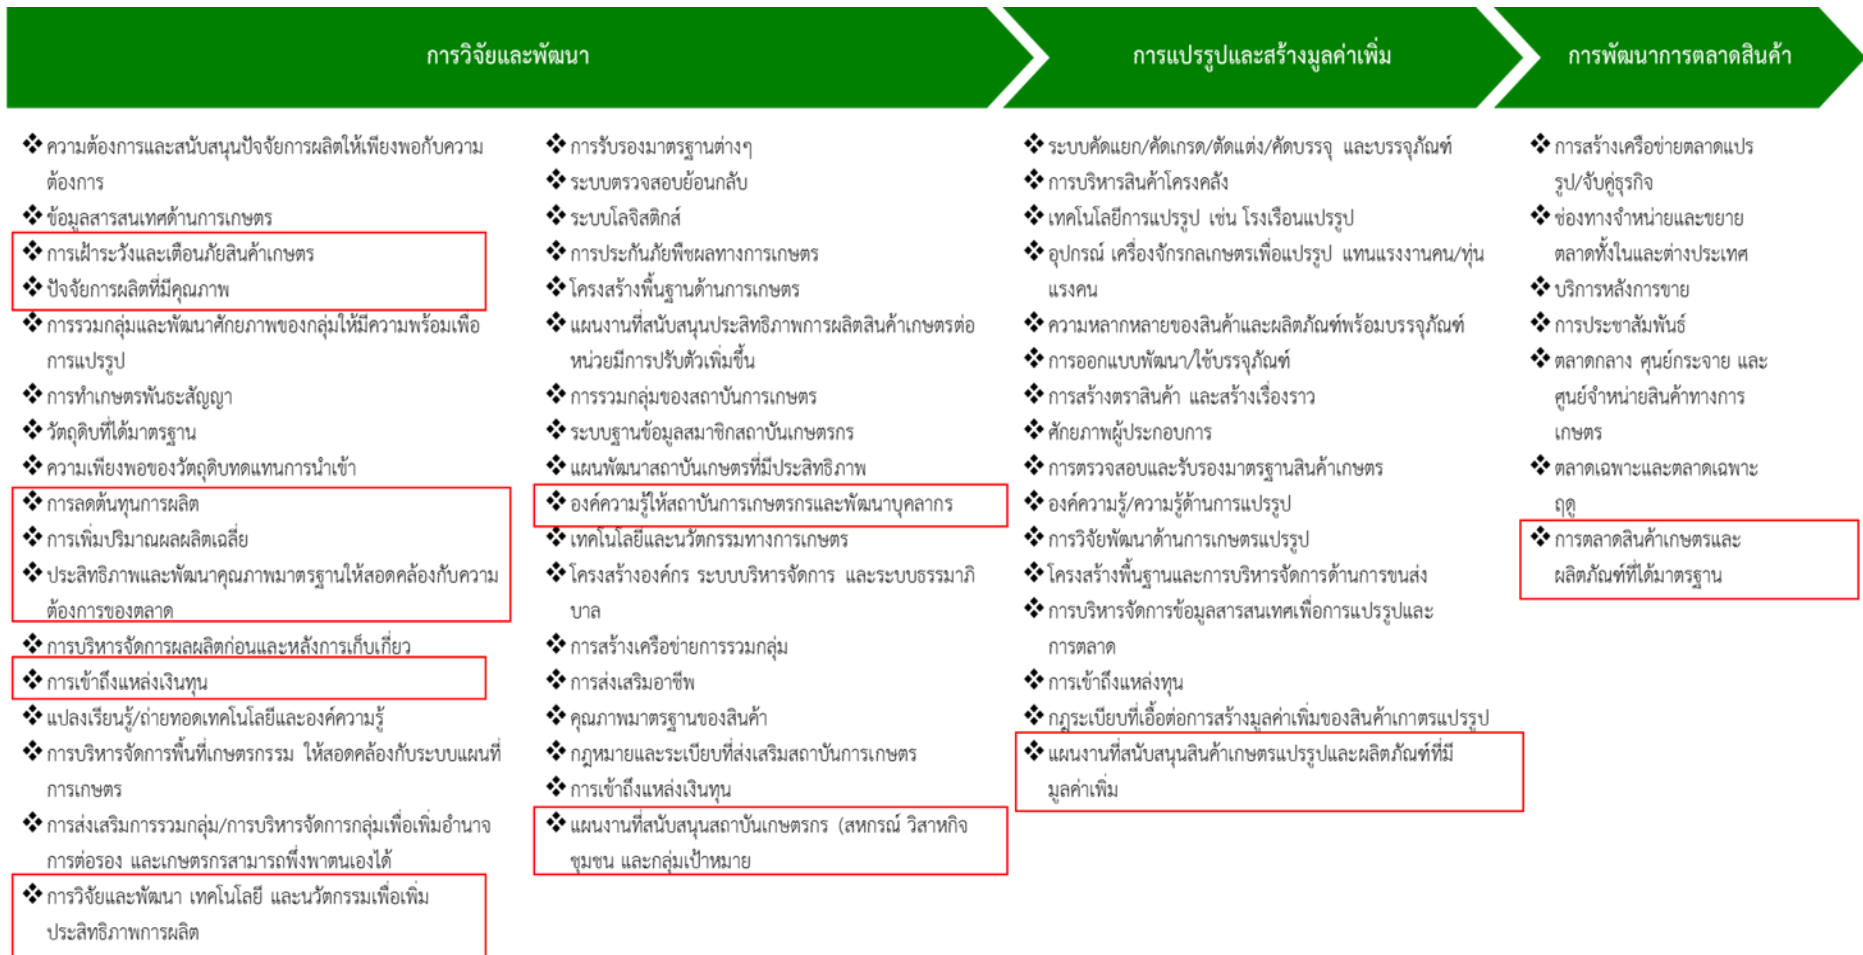 การวิจัยและพัฒนา
การแปรรูปและสร้างมูลค่าเพิ่ม
การพัฒนาการตลาดสินค้า
❖ ความต้องการและสนับสนุนปัจจัยการผลิตให้เพียงพอกับความ
ต้องการ
❖ ข้อมูลสารสนเทศด้านการเกษตร
❖ การเฝ้าระวังและเตือนภัยสินค้าเกษตร
❖ ปัจจัยการผลิตที่มีคุณภาพ
❖ การรวมกลุ่มและพัฒนาศักยภาพของกลุ่มให้มีความพร้อมเพื่อ
การแปรรูป
❖ การทำเกษตรพันธะสัญญา
❖ วัตถุดิบที่ได้มาตรฐาน
❖ ความเพียงพอของวัตถุดิบทดแทนการนำเข้า
❖ การลดต้นทุนการผลิต
❖ การเพิ่มปริมาณผลผลิตเฉลี่ย
❖ ประสิทธิภาพและพัฒนาคุณภาพมาตรฐานให้สอดคล้องกับความ
ต้องการของตลาด
❖ การบริหารจัดการผลผลิตก่อนและหลังการเก็บเกี่ยว
❖ การเข้าถึงแหล่งเงินทุน
❖ แปลงเรียนรู้/ถ่ายทอดเทคโนโลยีและองค์ความรู้
❖ การบริหารจัดการพื้นที่เกษตรกรรม ให้สอดคล้องกับระบบแผนที่
การเกษตร
❖ การส่งเสริมการรวมกลุ่ม/การบริหารจัดการกลุ่มเพื่อเพิ่มอำนาจ
การต่อรอง และเกษตรกรสามารถพึ่งพาตนเองได้
❖ การวิจัยและพัฒนา เทคโนโลยี และนวัตกรรมเพื่อเพิ่ม
ประสิทธิภาพการผลิต
❖ การรับรองมาตรฐานต่างๆ
❖ ระบบตรวจสอบย้อนกลับ
❖ ระบบโลจิสติกส์
❖ การประกันภัยพืชผลทางการเกษตร
❖ โครงสร้างพื้นฐานด้านการเกษตร
❖ แผนงานที่สนับสนุนประสิทธิภาพการผลิตสินค้าเกษตรต่อ
หน่วยมีการปรับตัวเพิ่มขึ้น
❖ การรวมกลุ่มของสถาบันการเกษตร
❖ ระบบฐานข้อมูลสมาชิกสถาบันเกษตรกร
❖ แผนพัฒนาสถาบันเกษตรที่มีประสิทธิภาพ
❖ องค์ความรู้ให้สถาบันการเกษตรกรและพัฒนาบุคลากร
❖ เทคโนโลยีและนวัตกรรมทางการเกษตร
❖ โครงสร้างองค์กร ระบบบริหารจัดการ และระบบธรรมาภิ
บาล
❖ การสร้างเครือข่ายการรวมกลุ่ม
❖ การส่งเสริมอาชีพ
❖ คุณภาพมาตรฐานของสินค้า
❖ กฎหมายและระเบียบที่ส่งเสริมสถาบันการเกษตร
❖ การเข้าถึงแหล่งเงินทุน
❖ แผนงานที่สนับสนุนสถาบันเกษตรกร (สหกรณ์ วิสาหกิจ
ชุมชน และกลุ่มเป้าหมาย
❖ ระบบคัดแยก/คัดเกรด/ตัดแต่ง/คัดบรรจุ และบรรจุภัณฑ์
❖ การบริหารสินค้าโครงคลัง
❖ เทคโนโลยีการแปรรูป เช่น โรงเรือนแปรรูป
❖ อุปกรณ์ เครื่องจักรกลเกษตรเพื่อแปรรูป แทนแรงงานคน/ทุ่น
แรงคน
❖ ความหลากหลายของสินค้าและผลิตภัณฑ์พร้อมบรรจุภัณฑ์
❖ การออกแบบพัฒนา/ใช้บรรจุภัณฑ์
❖ การสร้างตราสินค้า และสร้างเรื่องราว
❖ ศักยภาพผู้ประกอบการ
❖ การตรวจสอบและรับรองมาตรฐานสินค้าเกษตร
❖ องค์ความรู้/ความรู้ด้านการแปรรูป
❖ การวิจัยพัฒนาด้านการเกษตรแปรรูป
❖ โครงสร้างพื้นฐานและการบริหารจัดการด้านการขนส่ง
❖ การบริหารจัดการข้อมูลสารสนเทศเพื่อการแปรรูปและ
การตลาด
❖ การเข้าถึงแหล่งทุน
❖ กฎระเบียบที่เอื้อต่อการสร้างมูลค่าเพิ่มของสินค้าเกาตรแปรรูป
❖ แผนงานที่สนับสนุนสินค้าเกษตรแปรรูปและผลิตภัณฑ์ที่มี
มูลค่าเพิ่ม
❖ การสร้างเครือข่ายตลาดแปร
รูป/จับคู่ธุรกิจ
❖ ช่องทางจำหน่ายและขยาย
ตลาดทั้งในและต่างประเทศ
❖ บริการหลังการขาย
❖ การประชาสัมพันธ์
❖ ตลาดกลาง ศูนย์กระจาย และ
ศูนย์จำหน่ายสินค้าทางการ
เกษตร
❖ ตลาดเฉพาะและตลาดเฉพาะ
ฤดู
❖ การตลาดสินค้าเกษตรและ
ผลิตภัณฑ์ที่ได้มาตรฐาน